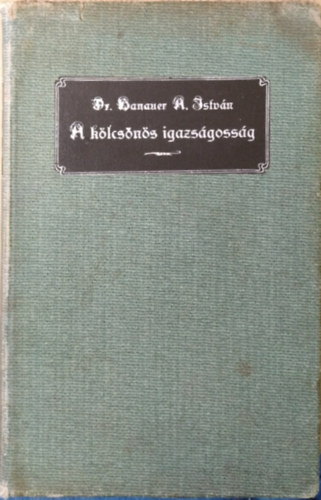 Dr. Hanauer A. István
A kölcsönös igazságosság